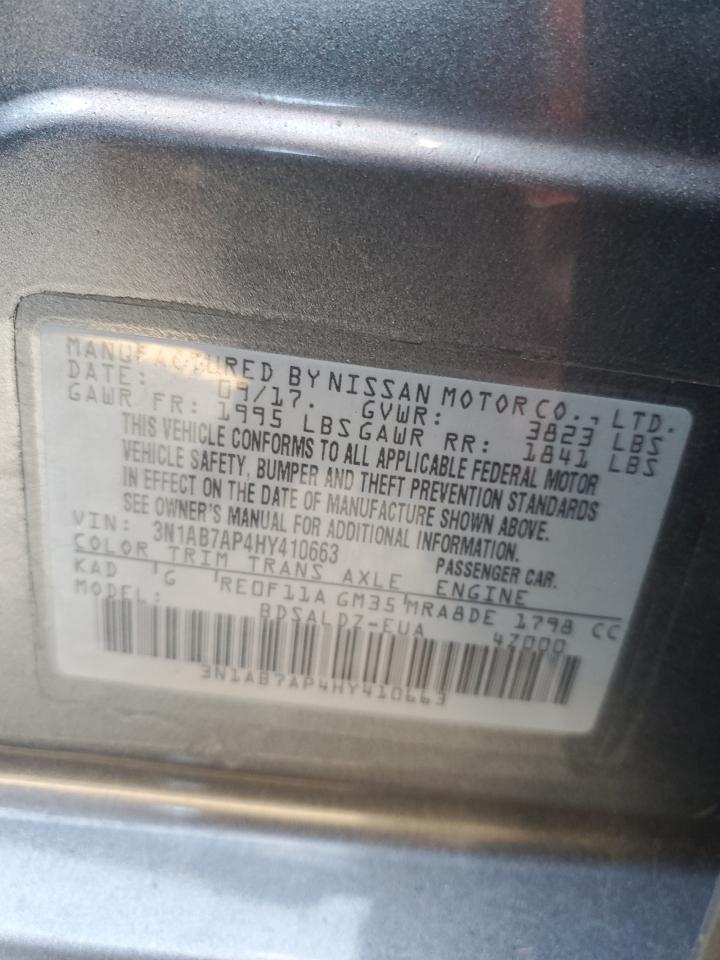 MANUFACTURED BY NISSAN MOTOR CO., LTD.
DATE: 09/17. GVWR: 3823 LBS
GAWR FR: 1995 LBS GAWR RR: 1841 LBS
THIS VEHICLE CONFORMS TO ALL APPLICABLE FEDERAL MOTOR
VEHICLE SAFETY, BUMPER AND THEFT PREVENTION STANDARDS
IN EFFECT ON THE DATE OF MANUFACTURE SHOWN ABOVE.
SEE OWNER'S MANUAL FOR ADDITIONAL INFORMATION.
VIN: 3N1AB7AP4HY410663 PASSENGER CAR.
COLOR TRIM TRANS AXLE ENGINE
KAD G RE0F11A GM35 MRA8DE 1798 CC
MODEL: BDSALDZ-EUA 47000
3N1AB7AP4HY410663